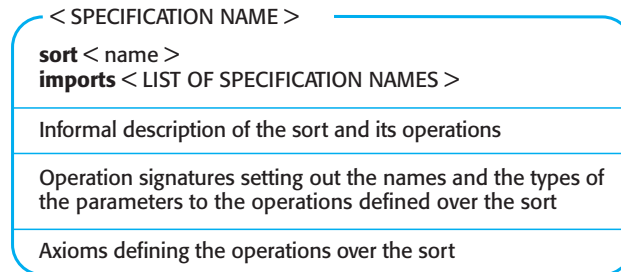 < SPECIFICATION NAME >
sort < name >
imports < LIST OF SPECIFICATION NAMES >
Informal description of the sort and its operations
Operation signatures setting out the names and the types of
the parameters to the operations defined over the sort
Axioms defining the operations over the sort